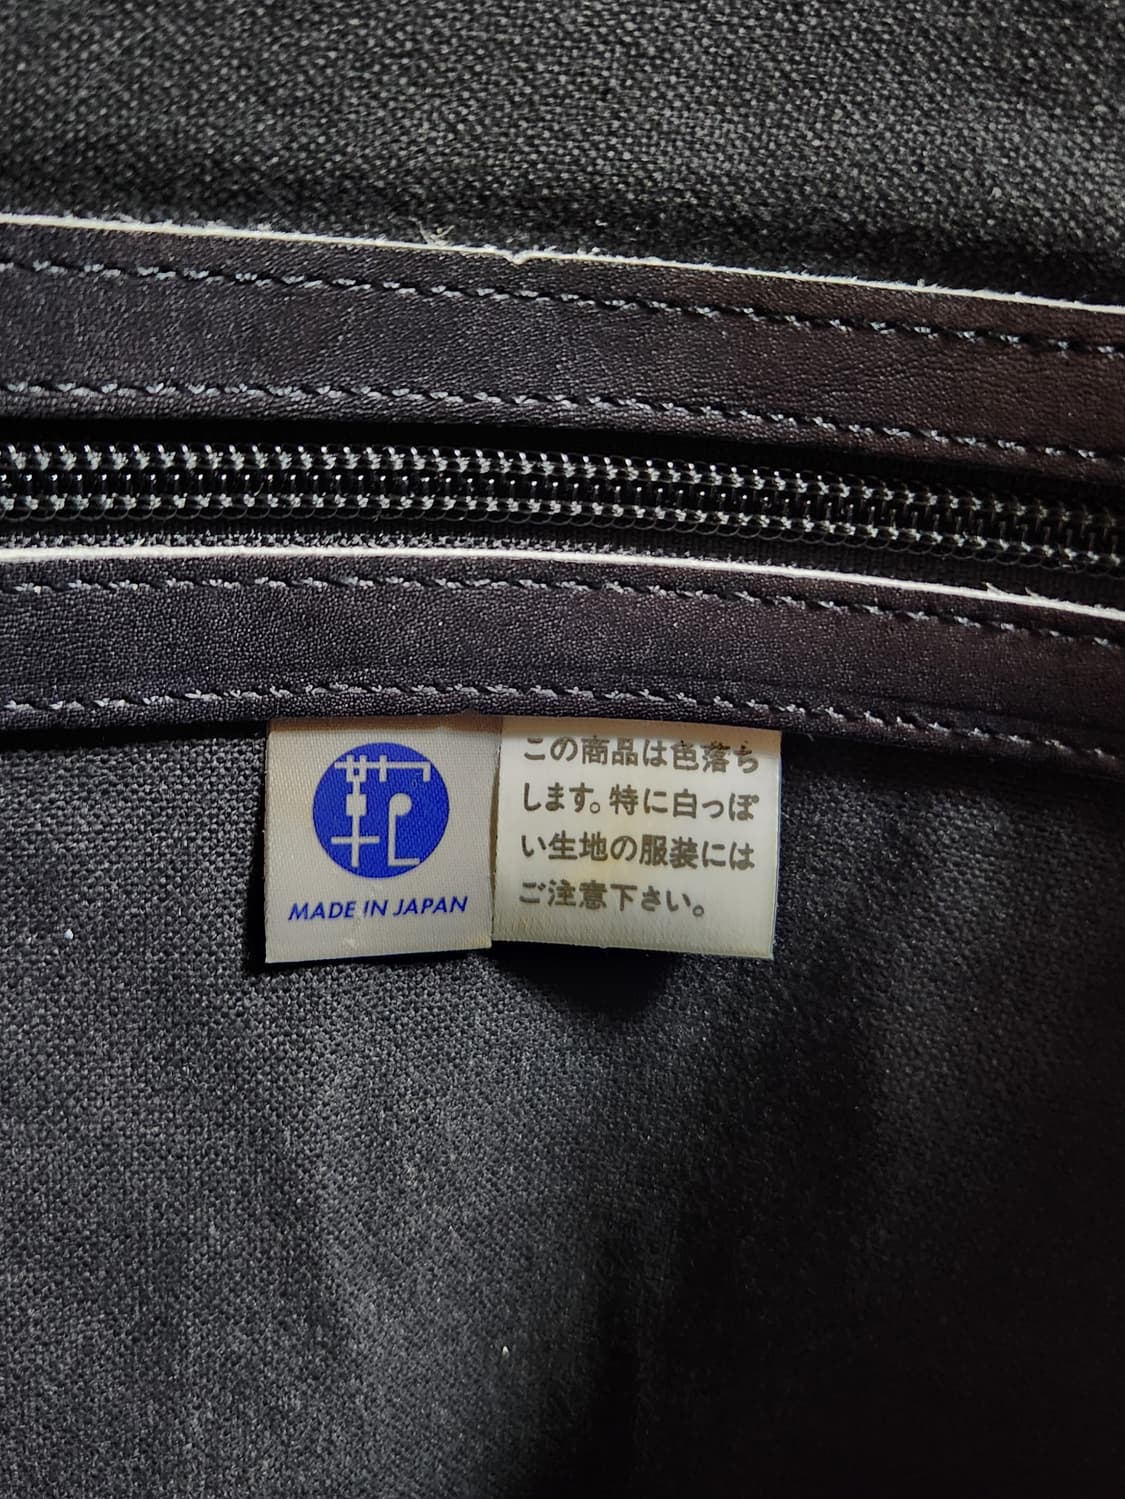 MADE IN JAPAN
この商品は色落ち
します。特に白っぽ
い生地の服装には
ご注意下さい。